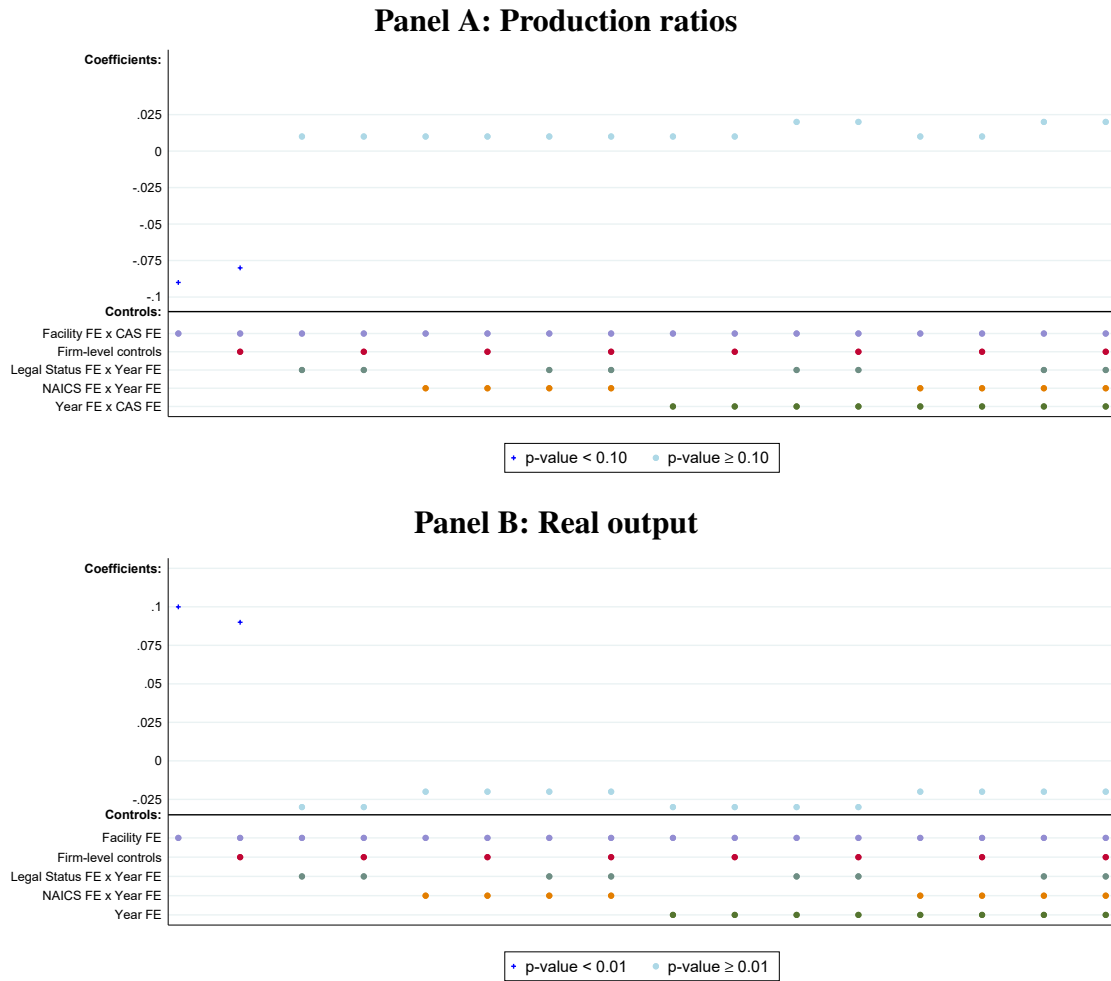 Panel A: Production ratios
Coefficients:
.025
0
-.025
-.05
-.075
-.1
Controls:
Facility FE x CAS FE
Firm-level controls
Legal Status FE x Year FE
NAICS FE x Year FE
Year FE x CAS FE
p-value < 0.10 p-value ≥ 0.10
Panel B: Real output
Coefficients:
.1
.075
.05
.025
0
-.025
Controls:
Facility FE
Firm-level controls
Legal Status FE x Year FE
NAICS FE x Year FE
Year FE
p-value < 0.01 p-value ≥ 0.01